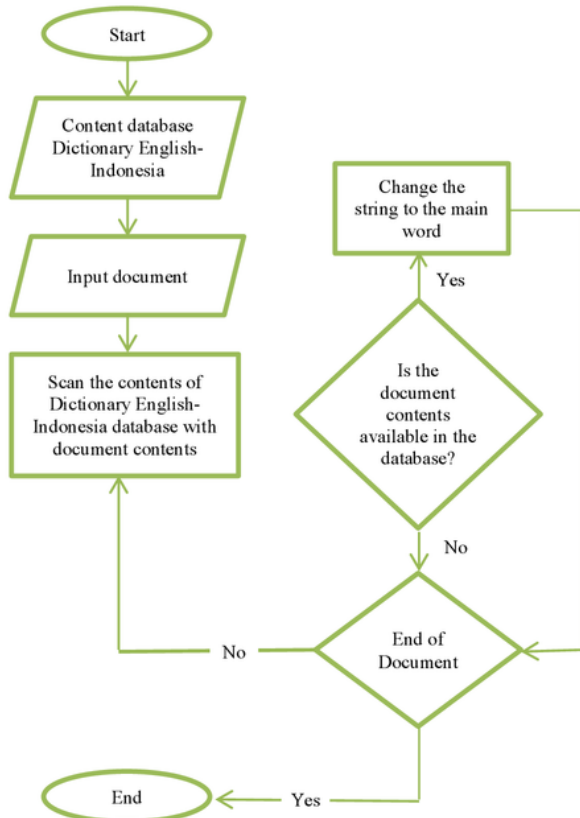 Start
Content database
Dictionary English-
Indonesia
Input document
Scan the contents of
Dictionary English-
Indonesia database with
document contents
Change the
string to the main
word
Yes
Is the
document
contents
available in the
database?
No
End of
Document
No
Yes
End